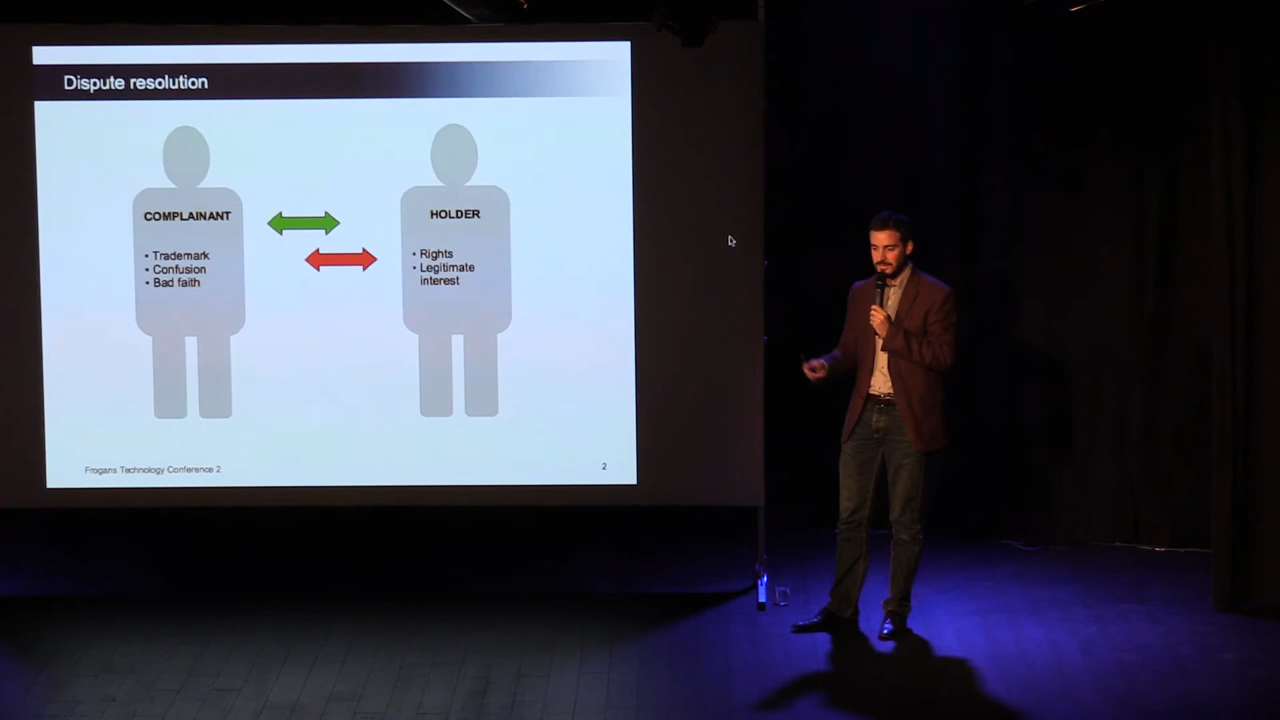 Dispute resolution
COMPLAINANT
• Trademark
• Confusion
• Bad faith
HOLDER
• Rights
• Legitimate
interest
Frogans Technology Conference 2
2